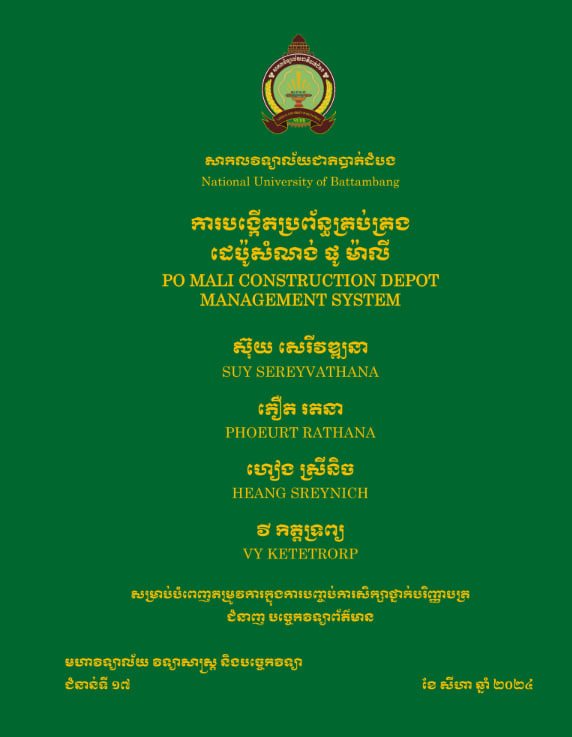 សាកលវិទ្យាល័យជាតិបាត់ដំបង
National University of Battambang
ការបង្កើតប្រព័ន្ធគ្រប់គ្រង
ដេប៉ូសំណង់ ផូ ម៉ាលី
PO MALI CONSTRUCTION DEPOT
MANAGEMENT SYSTEM
ស៊ុយ សេរីវឌ្ឍនា
SUY SEREYVATHANA
ភឿត រតនា
PHOEURT RATHANA
ហៀង ស្រីនិច
HEANG SREYNICH
វី កិត្តទ្រព្យ
VY KETETRORP
សម្រាប់បំពេញតម្រូវការក្នុងការបញ្ចប់ការសិក្សាថ្នាក់បរិញ្ញាបត្រ
ជំនាញ បច្ចេកវិទ្យាព័ត៌មាន
មហាវិទ្យាល័យ វិទ្យាសាស្ត្រ និងបច្ចេកវិទ្យា
ជំនាន់ទី ១៧
ខែ សីហា ឆ្នាំ ២០២៤